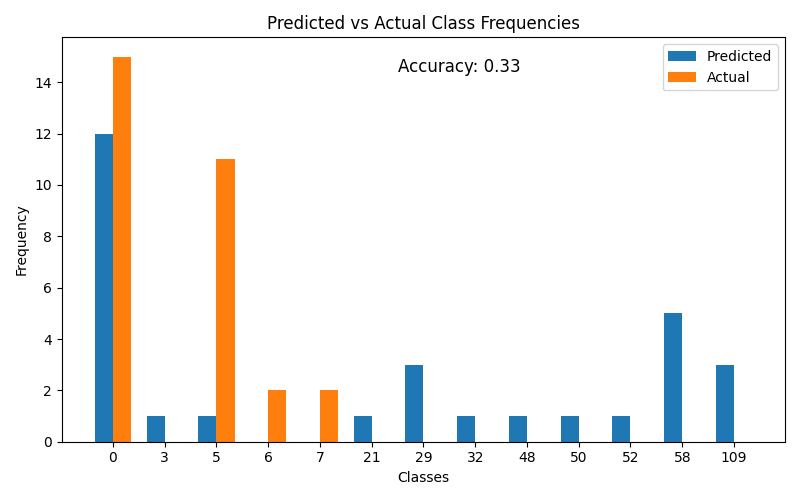 Predicted vs Actual Class Frequencies
Accuracy: 0.33
Predicted
Actual
Frequency
14
12
10
8
6
4
2
0
0 3 5 6 7 21 29 32 48 50 52 58 109
Classes